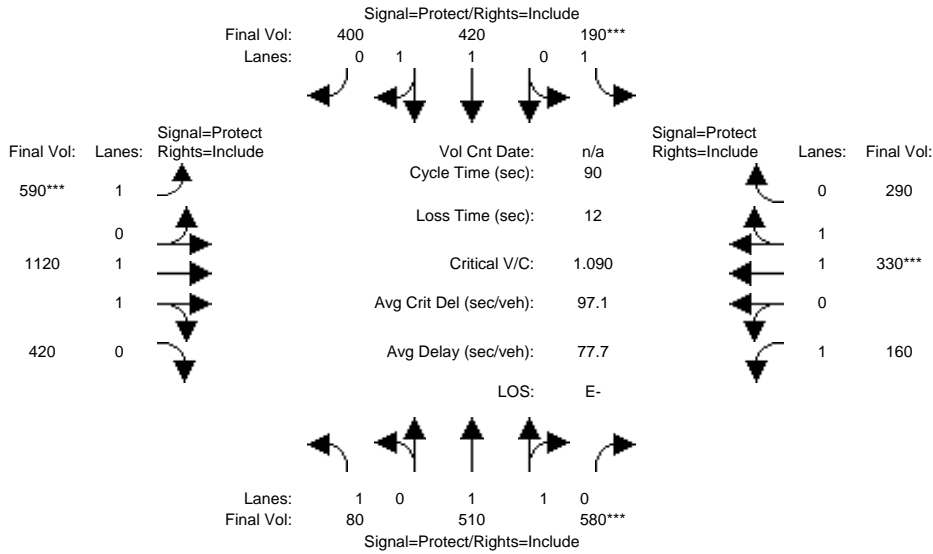 Signal=Protect/Rights=Include
Final Vol: 400 420 190***
Lanes: 0 1 1 0 1
Signal=Protect
Final Vol: Lanes: Rights=Include
Vol Cnt Date: n/a
Signal=Protect
Rights=Include Lanes: Final Vol:
Cycle Time (sec): 90
590*** 1
0 290
Loss Time (sec): 12
0
1
1120 1
Critical V/C: 1.090
1 330***
1
Avg Crit Del (sec/veh): 97.1
0
420 0
Avg Delay (sec/veh): 77.7
1 160
LOS: E-
Lanes: 1 0 1 1 0
Final Vol: 80 510 580***
Signal=Protect/Rights=Include